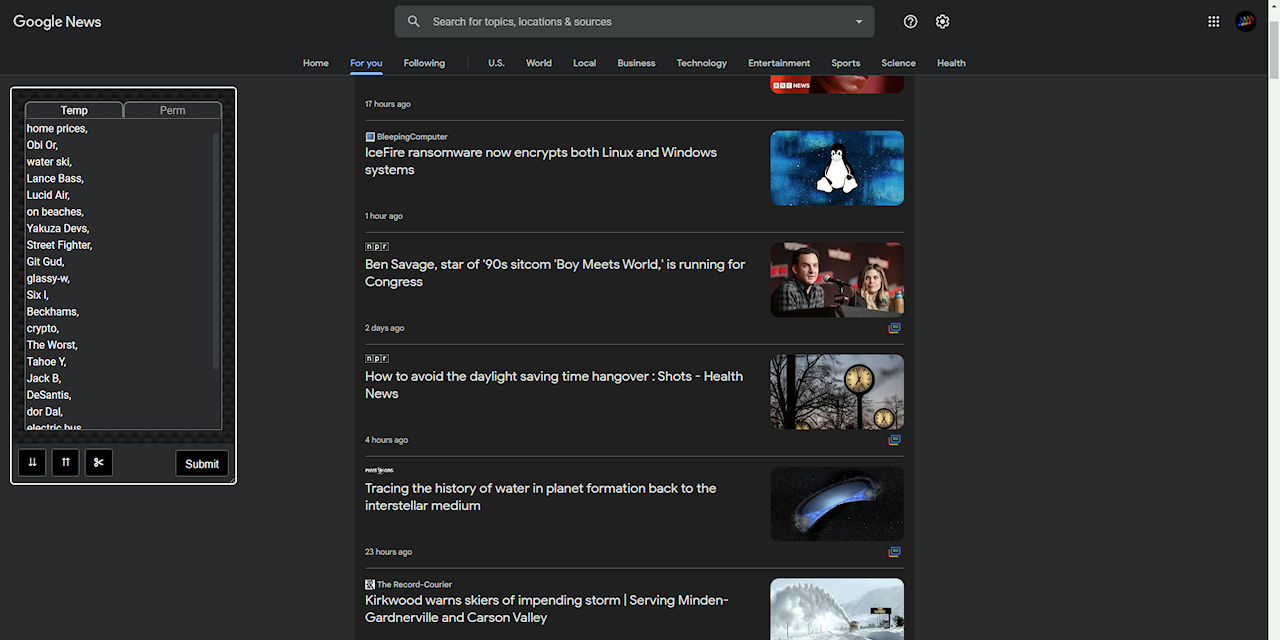 Google News
Search for topics, locations & sources
Home For you Following U.S. World Local Business Technology Entertainment Sports Science Health
Temp Perm
home prices,
Obi Or,
water ski,
Lance Bass,
Lucid Air,
on beaches,
Yakuza Devs,
Street Fighter,
Git Gud,
glassy-w,
Six I,
Beckhams,
crypto,
The Worst,
Tahoe Y,
Jack B,
DeSantis,
dor Dal,
electric bus
Submit
BBC NEWS
17 hours ago
BleepingComputer
IceFire ransomware now encrypts both Linux and Windows
systems
1 hour ago
npr
Ben Savage, star of '90s sitcom 'Boy Meets World,' is running for
Congress
2 days ago
npr
How to avoid the daylight saving time hangover : Shots - Health
News
4 hours ago
PHYS ORG
Tracing the history of water in planet formation back to the
interstellar medium
23 hours ago
The Record-Courier
Kirkwood warns skiers of impending storm | Serving Minden-
Gardnerville and Carson Valley